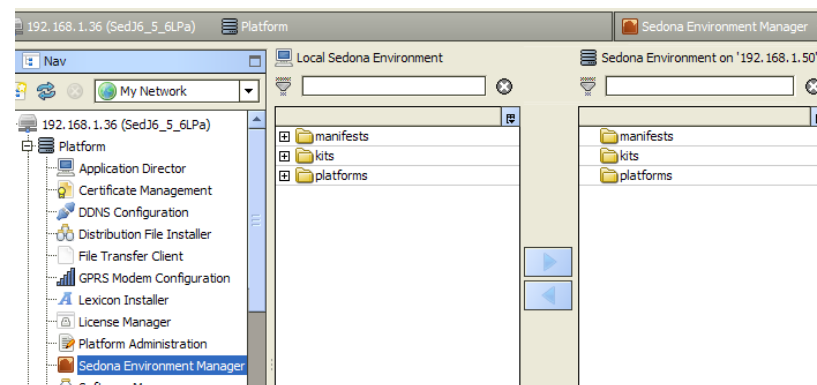 192.168.1.36 (SedJ6_5_6LPa)
Platform
Sedona Environment Manager
Nav
My Network
192.168.1.36 (SedJ6_5_6LPa)
Platform
Application Director
Certificate Management
DDNS Configuration
Distribution File Installer
File Transfer Client
GPRS Modem Configuration
Lexicon Installer
License Manager
Platform Administration
Sedona Environment Manager
Local Sedona Environment
manifests
kits
platforms
Sedona Environment on '192.168.1.50'
manifests
kits
platforms